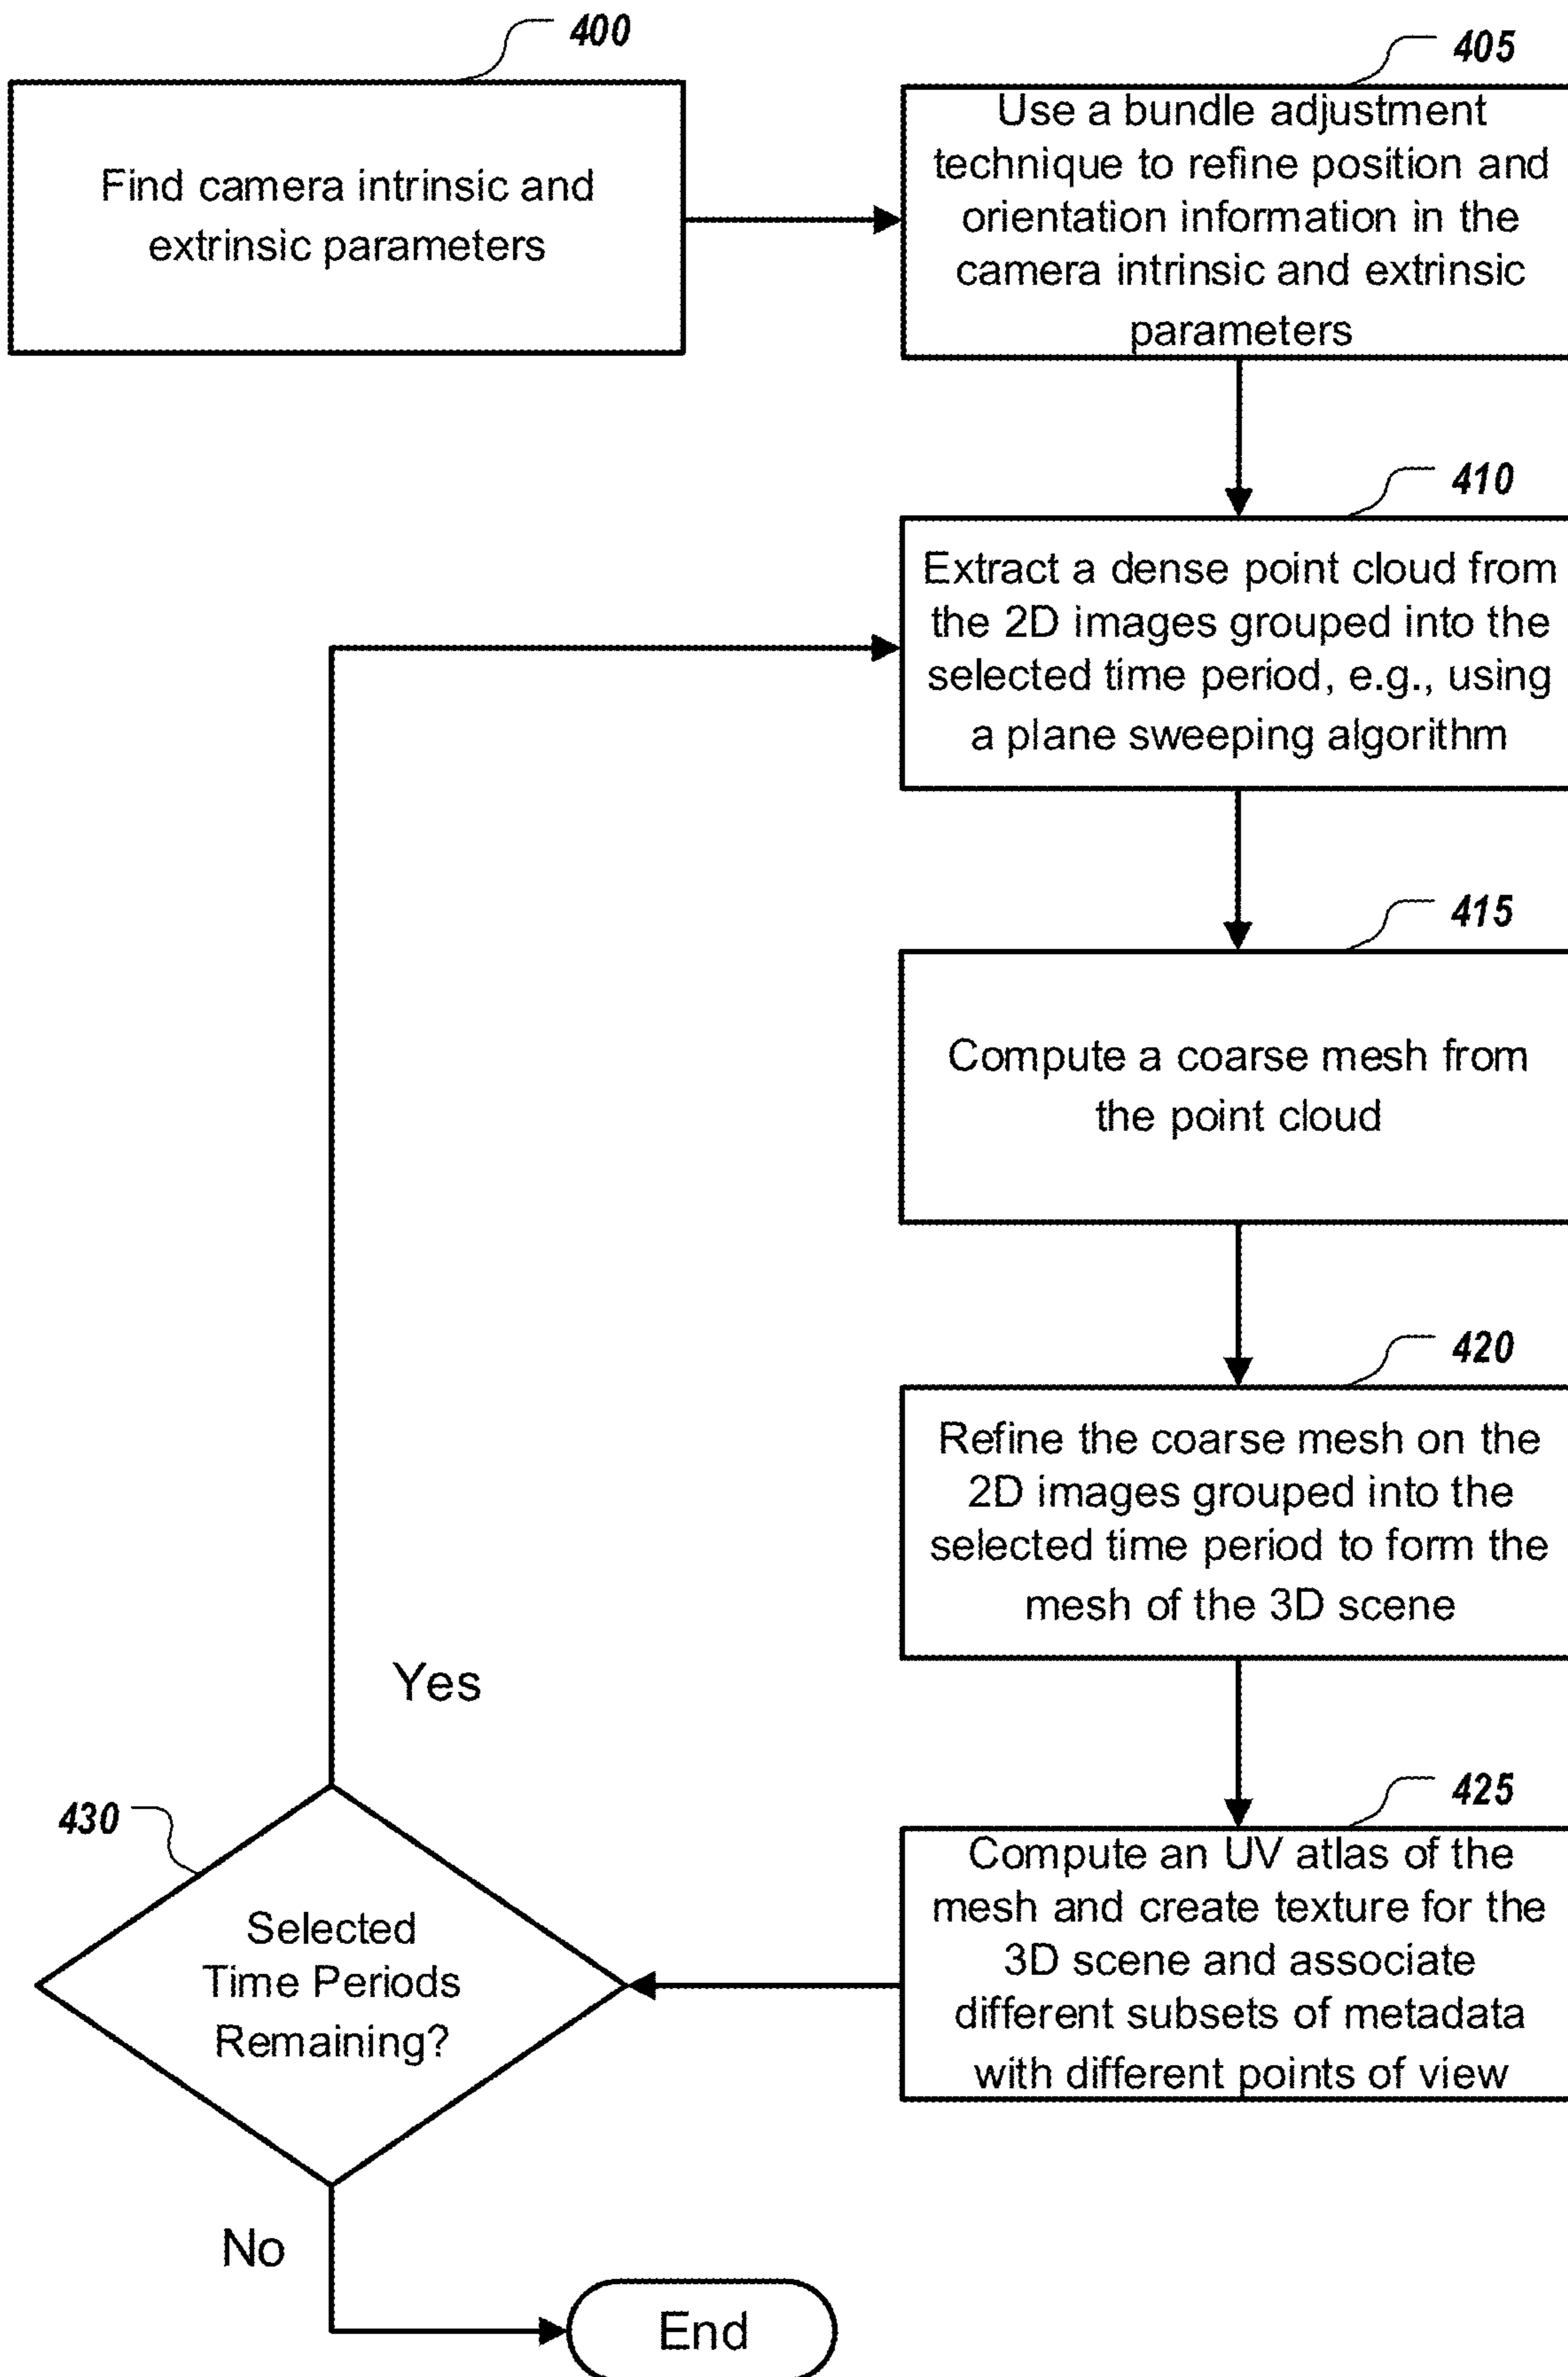 400
Find camera intrinsic and
extrinsic parameters
405
Use a bundle adjustment
technique to refine position and
orientation information in the
camera intrinsic and extrinsic
parameters
410
Extract a dense point cloud from
the 2D images grouped into the
selected time period, e.g., using
a plane sweeping algorithm
415
Compute a coarse mesh from
the point cloud
420
Refine the coarse mesh on the
2D images grouped into the
selected time period to form the
mesh of the 3D scene
425
Compute an UV atlas of the
mesh and create texture for the
3D scene and associate
different subsets of metadata
with different points of view
430
Selected
Time Periods
Remaining?
Yes
No
End